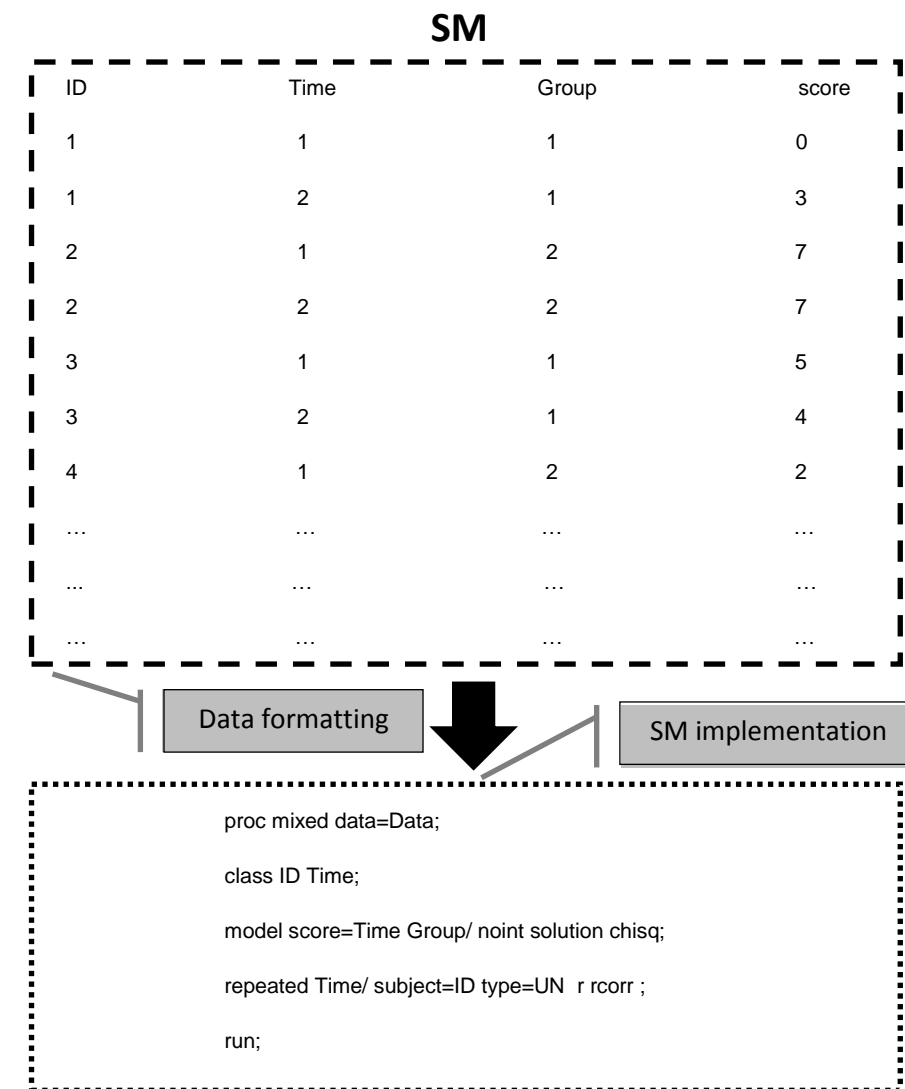 SM
ID Time Group score
1 1 1 0
1 2 1 3
2 1 2 7
2 2 2 7
3 1 1 5
3 2 1 4
4 1 2 2
… … … …
... … … …
… … … …
Data formatting
SM implementation
proc mixed data=Data;
class ID Time;
model score=Time Group/ noint solution chisq;
repeated Time/ subject=ID type=UN r rcorr ;
run;